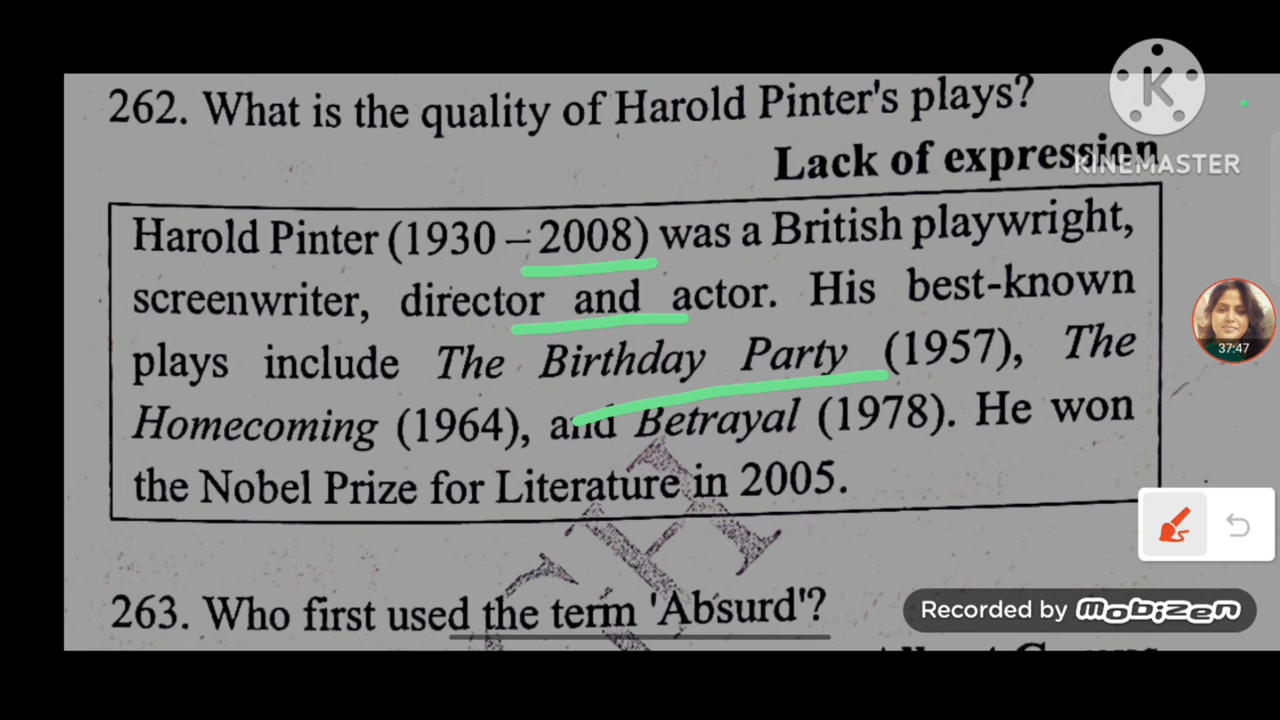 262. What is the quality of Harold Pinter's plays?
KINEMASTER
Lack of expression
Harold Pinter (1930 – 2008) was a British playwright,
screenwriter, director and actor. His best-known
plays include The Birthday Party (1957), The
Homecoming (1964), and Betrayal (1978). He won
the Nobel Prize for Literature in 2005.
37:47
263. Who first used the term 'Absurd'?
Recorded by mobizen